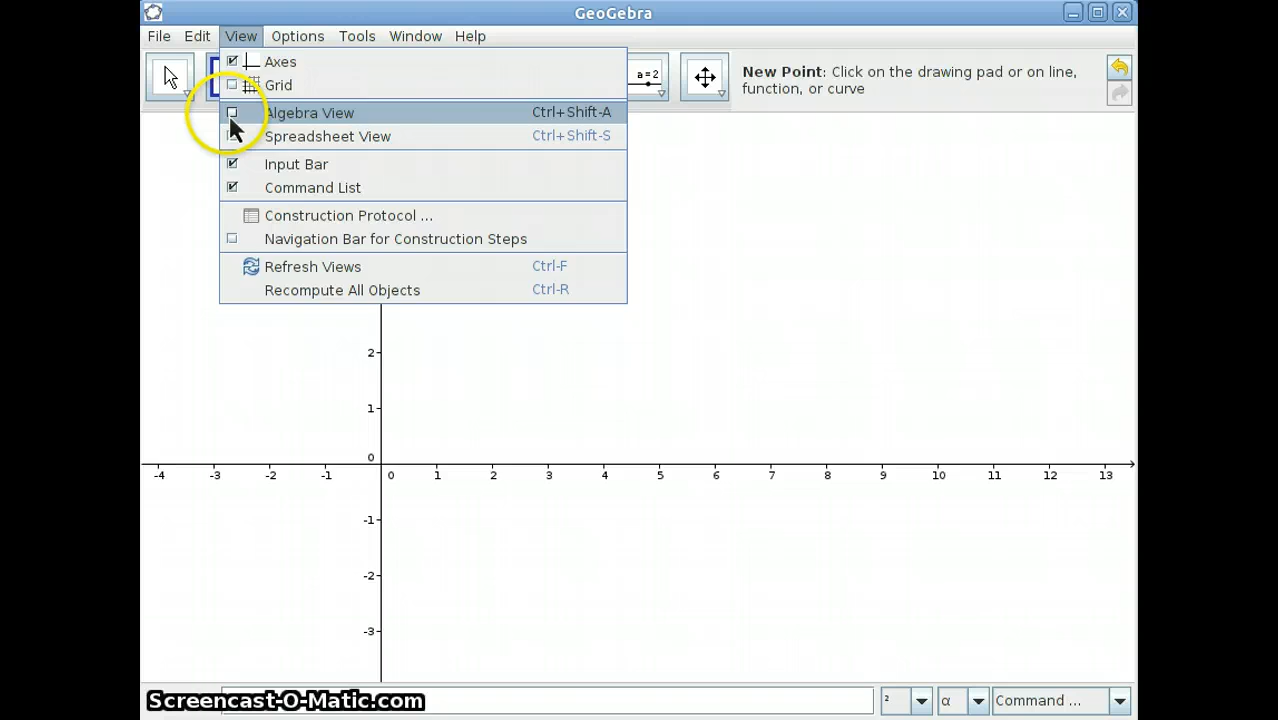 GeoGebra
File Edit View Options Tools Window Help
Axes
Grid
a=2
New Point: Click on the drawing pad or on line,
function, or curve
Algebra View Ctrl+Shift-A
Spreadsheet View Ctrl+Shift-S
Input Bar
Command List
Construction Protocol ...
Navigation Bar for Construction Steps
Refresh Views Ctrl-F
Recompute All Objects Ctrl-R
2
1
0
-4 -3 -2 -1 0 1 2 3 4 5 6 7 8 9 10 11 12 13
-1
-2
-3
Screencast-O-Matic.com
² α Command ...